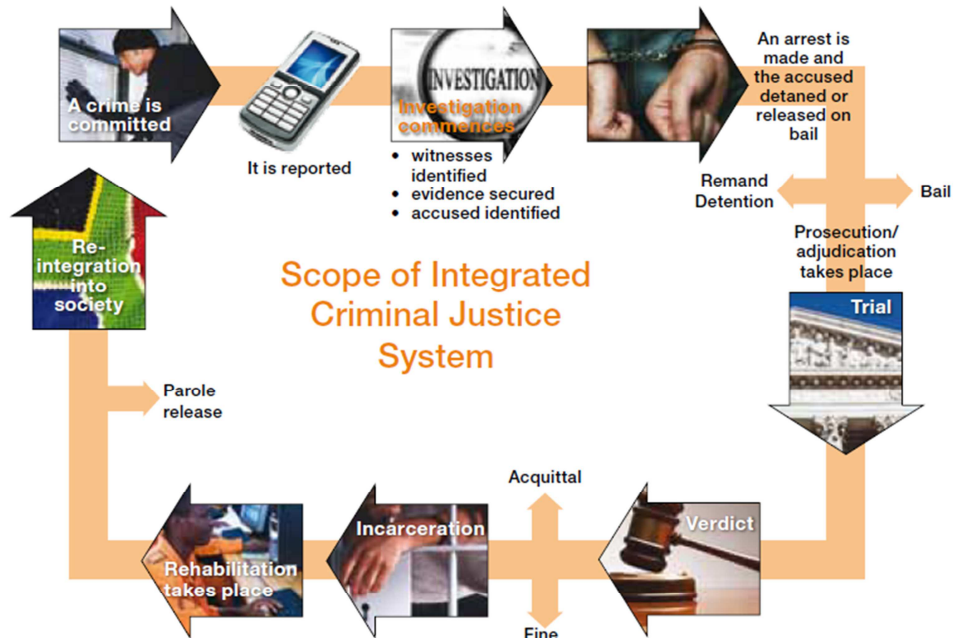 A crime is
committed
It is reported
INVESTIGATION
Investigation
commences
• witnesses
identified
• evidence secured
• accused identified
An arrest is
made and
the accused
detaned or
released on
bail
Remand
Detention
Bail
Prosecution/
adjudication
takes place
Trial
Verdict
Acquittal
Fine
Incarceration
Rehabilitation
takes place
Parole
release
Re-
integration
into
society
Scope of Integrated
Criminal Justice
System